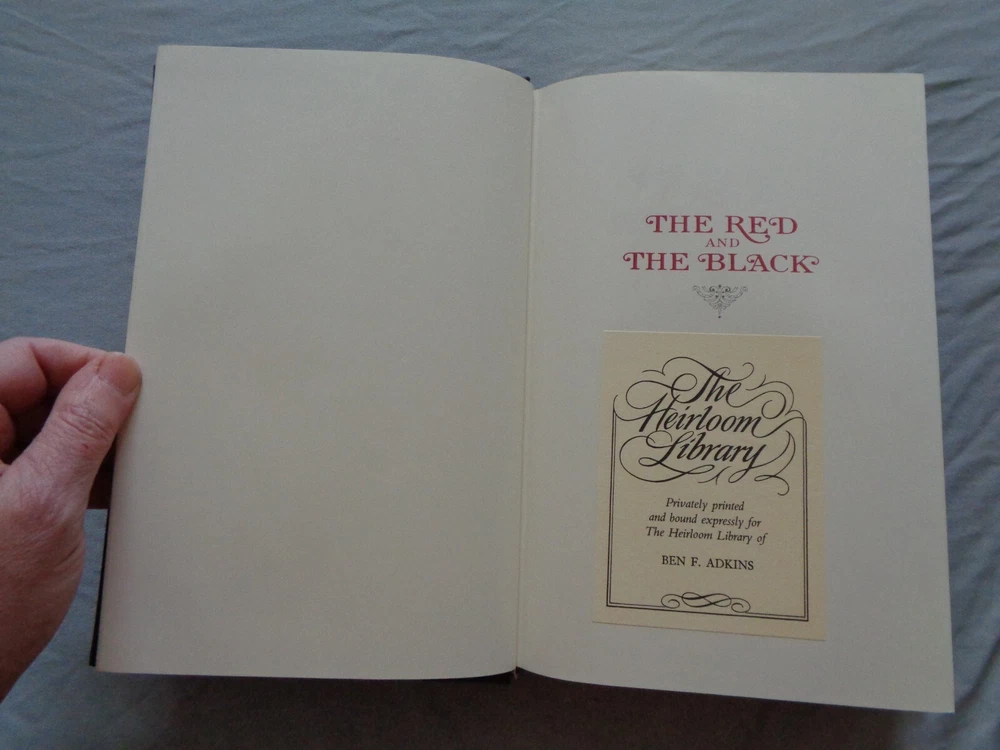 THE RED
AND
THE BLACK
The
Heirloom
Library
Privately printed
and bound expressly for
The Heirloom Library of
BEN F. ADKINS